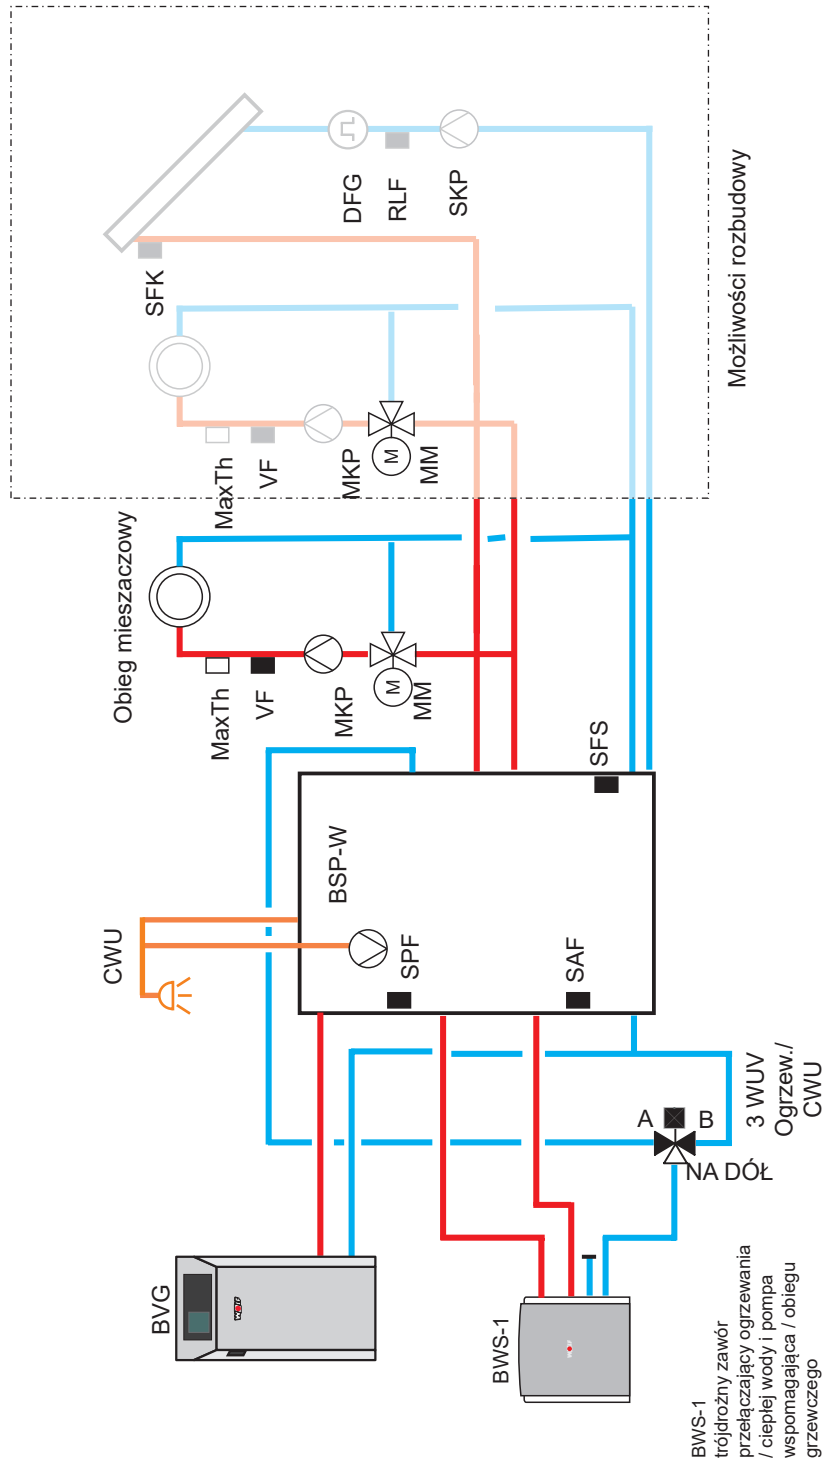 DFG
RLF
SKP
SFK
MaxTh
VF
MKP
M
MM
Możliwości rozbudowy
Obieg mieszaczowy
MaxTh
VF
MKP
M
MM
SFS
BSP-W
CWU
SPF
SAF
3 WUV
Ogrzew./
CWU
A
B
NA DÓŁ
BVG
BWS-1
BWS-1
trójdrożny zawór
przełączający ogrzewania
/ ciepłej wody i pompa
wspomagająca / obiegu
grzewczego